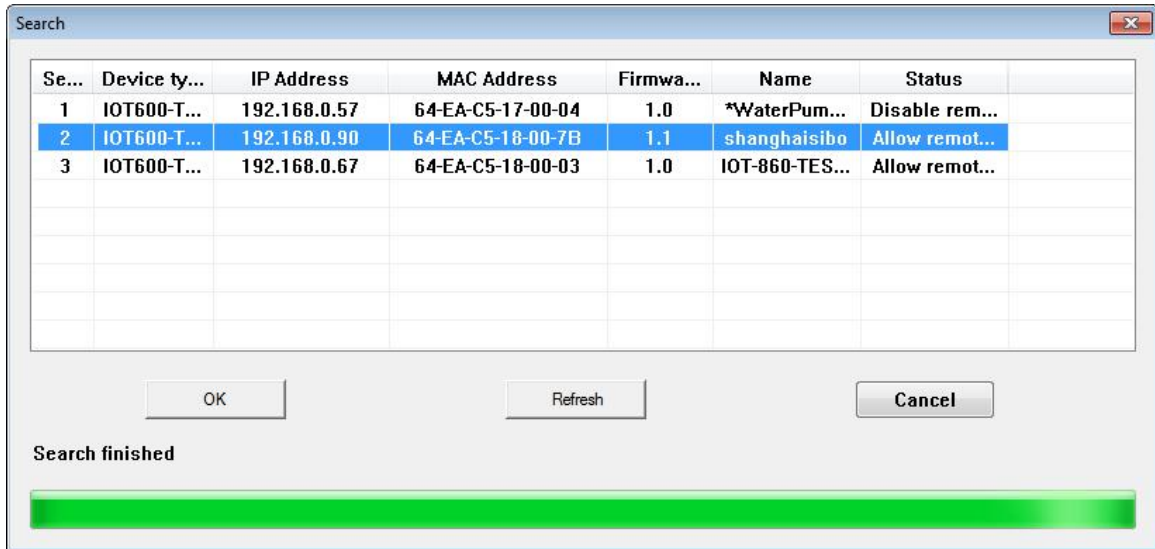 Search
Se... Device ty... IP Address MAC Address Firmwa... Name Status
1 IOT600-T... 192.168.0.57 64-EA-C5-17-00-04 1.0 *WaterPum... Disable rem...
2 IOT600-T... 192.168.0.90 64-EA-C5-18-00-7B 1.1 shanghaisibo Allow remot...
3 IOT600-T... 192.168.0.67 64-EA-C5-18-00-03 1.0 IOT-860-TES... Allow remot...
OK Refresh Cancel
Search finished